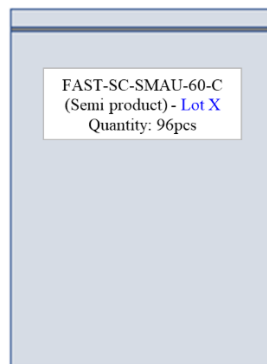 FAST-SC-SMAU-60-C
(Semi product) - Lot X
Quantity: 96pcs